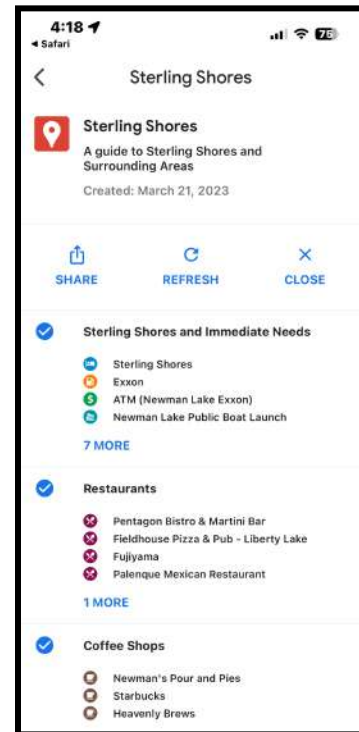 4:18
75
Safari
Sterling Shores
Sterling Shores
A guide to Sterling Shores and
Surrounding Areas
Created: March 21, 2023
SHARE
REFRESH
CLOSE
Sterling Shores and Immediate Needs
Sterling Shores
Exxon
ATM (Newman Lake Exxon)
Newman Lake Public Boat Launch
7 MORE
Restaurants
Pentagon Bistro & Martini Bar
Fieldhouse Pizza & Pub - Liberty Lake
Fujiyama
Palenque Mexican Restaurant
1 MORE
Coffee Shops
Newman's Pour and Pies
Starbucks
Heavenly Brews